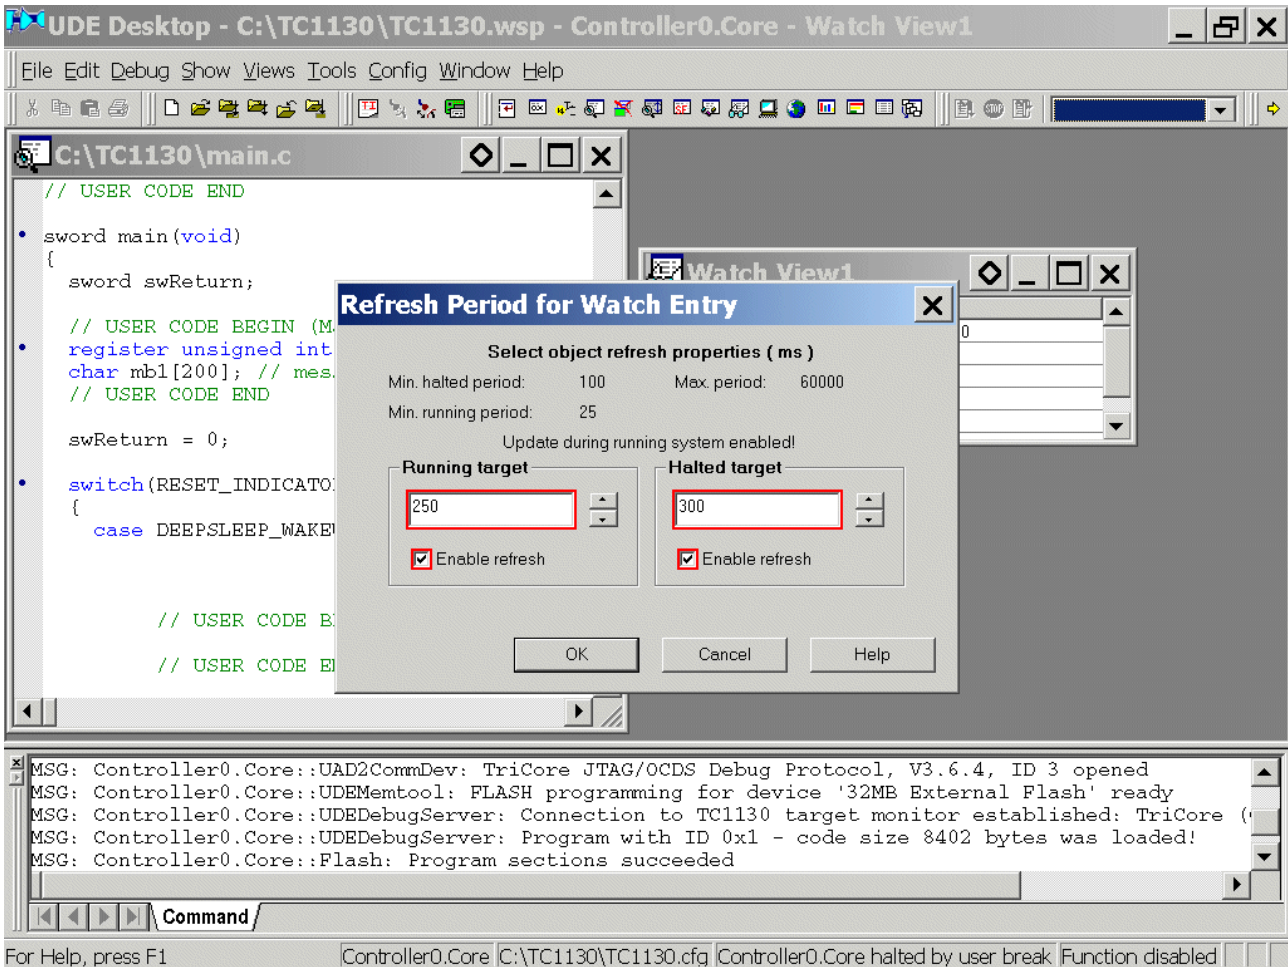 UDE Desktop - C:\TC1130\TC1130.wsp - Controller0.Core - Watch View1
File Edit Debug Show Views Tools Config Window Help
C:\TC1130\main.c
// USER CODE END
sword main(void)
{
sword swReturn;
// USER CODE BEGIN (M
register unsigned int
char mb1[200]; // mes
// USER CODE END
swReturn = 0;
switch(RESET_INDICATO
{
case DEEPSLEEP_WAKE
// USER CODE B
// USER CODE E
Watch View1
0
Refresh Period for Watch Entry
Select object refresh properties ( ms )
Min. halted period: 100 Max. period: 60000
Min. running period: 25
Update during running system enabled!
Running target Halted target
250 300
Enable refresh Enable refresh
OK Cancel Help
MSG: Controller0.Core::UAD2CommDev: TriCore JTAG/OCDS Debug Protocol, V3.6.4, ID 3 opened
MSG: Controller0.Core::UDEMemtool: FLASH programming for device '32MB External Flash' ready
MSG: Controller0.Core::UDEDebugServer: Connection to TC1130 target monitor established: TriCore (
MSG: Controller0.Core::UDEDebugServer: Program with ID 0x1 - code size 8402 bytes was loaded!
MSG: Controller0.Core::Flash: Program sections succeeded
Command
For Help, press F1 Controller0.Core C:\TC1130\TC1130.cfg Controller0.Core halted by user break Function disabled